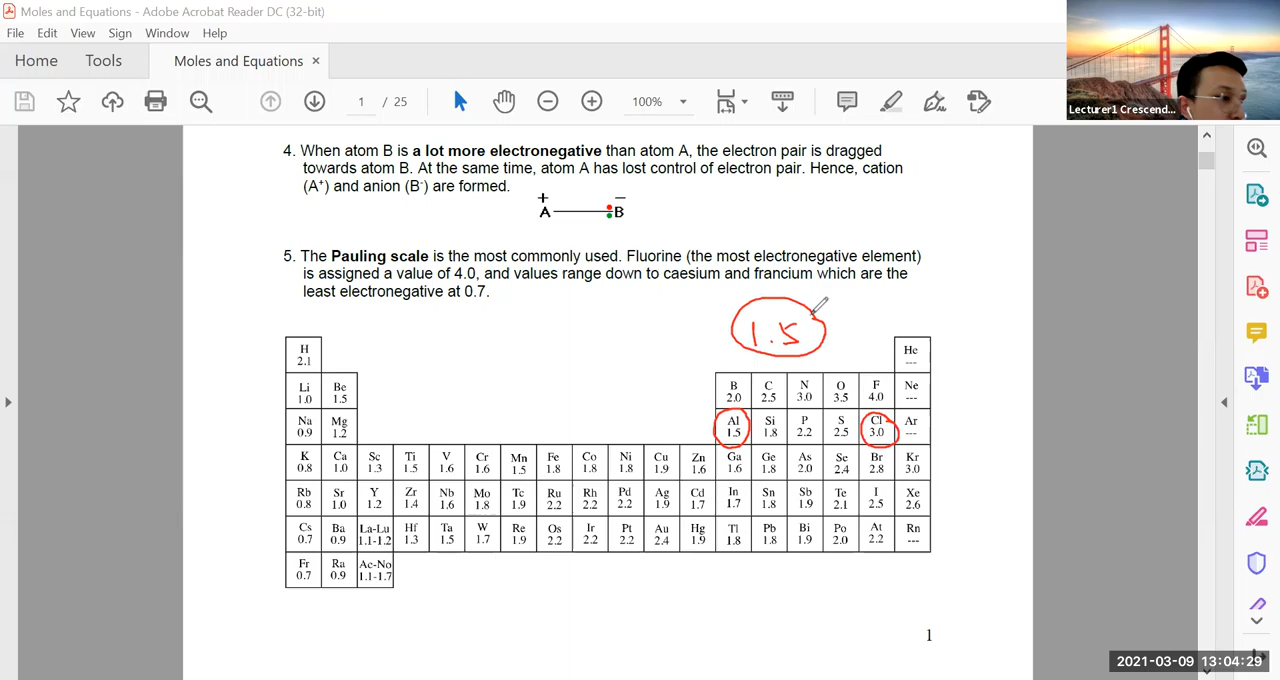 Moles and Equations - Adobe Acrobat Reader DC (32-bit)
File Edit View Sign Window Help
Home Tools Moles and Equations ×
1 / 25 100%
Lecturer1 Crescend...
4. When atom B is a lot more electronegative than atom A, the electron pair is dragged
towards atom B. At the same time, atom A has lost control of electron pair. Hence, cation
(A⁺) and anion (B⁻) are formed.
+ −
A B
5. The Pauling scale is the most commonly used. Fluorine (the most electronegative element)
is assigned a value of 4.0, and values range down to caesium and francium which are the
least electronegative at 0.7.
1.5
H He
2.1 ---
Li Be B C N O F Ne
1.0 1.5 2.0 2.5 3.0 3.5 4.0 ---
Na Mg Al Si P S Cl Ar
0.9 1.2 1.5 1.8 2.2 2.5 3.0 ---
K Ca Sc Ti V Cr Mn Fe Co Ni Cu Zn Ga Ge As Se Br Kr
0.8 1.0 1.3 1.5 1.6 1.6 1.5 1.8 1.8 1.8 1.9 1.6 1.6 1.8 2.0 2.4 2.8 3.0
Rb Sr Y Zr Nb Mo Tc Ru Rh Pd Ag Cd In Sn Sb Te I Xe
0.8 1.0 1.2 1.4 1.6 1.8 1.9 2.2 2.2 2.2 1.9 1.7 1.7 1.8 1.9 2.1 2.5 2.6
Cs Ba La-Lu Hf Ta W Re Os Ir Pt Au Hg Tl Pb Bi Po At Rn
0.7 0.9 1.1-1.2 1.3 1.5 1.7 1.9 2.2 2.2 2.2 2.4 1.9 1.8 1.8 1.9 2.0 2.2 ---
Fr Ra Ac-No
0.7 0.9 1.1-1.7
1
2021-03-09 13:04:29